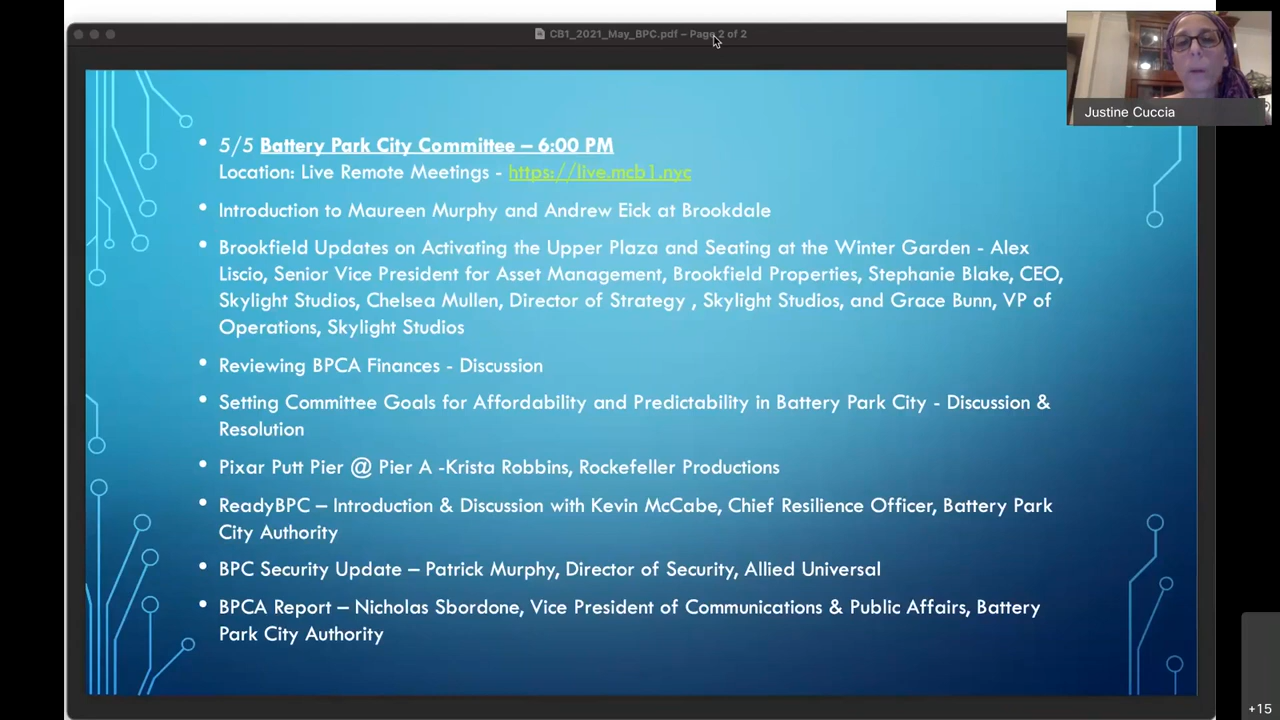 CB1_2021_May_BPC.pdf – Page 2 of 2
Justine Cuccia
5/5 Battery Park City Committee – 6:00 PM
Location: Live Remote Meetings - https://live.mcb1.nyc
Introduction to Maureen Murphy and Andrew Eick at Brookdale
Brookfield Updates on Activating the Upper Plaza and Seating at the Winter Garden - Alex
Liscio, Senior Vice President for Asset Management, Brookfield Properties, Stephanie Blake, CEO,
Skylight Studios, Chelsea Mullen, Director of Strategy , Skylight Studios, and Grace Bunn, VP of
Operations, Skylight Studios
Reviewing BPCA Finances - Discussion
Setting Committee Goals for Affordability and Predictability in Battery Park City - Discussion &
Resolution
Pixar Putt Pier @ Pier A -Krista Robbins, Rockefeller Productions
ReadyBPC – Introduction & Discussion with Kevin McCabe, Chief Resilience Officer, Battery Park
City Authority
BPC Security Update – Patrick Murphy, Director of Security, Allied Universal
BPCA Report – Nicholas Sbordone, Vice President of Communications & Public Affairs, Battery
Park City Authority
+15